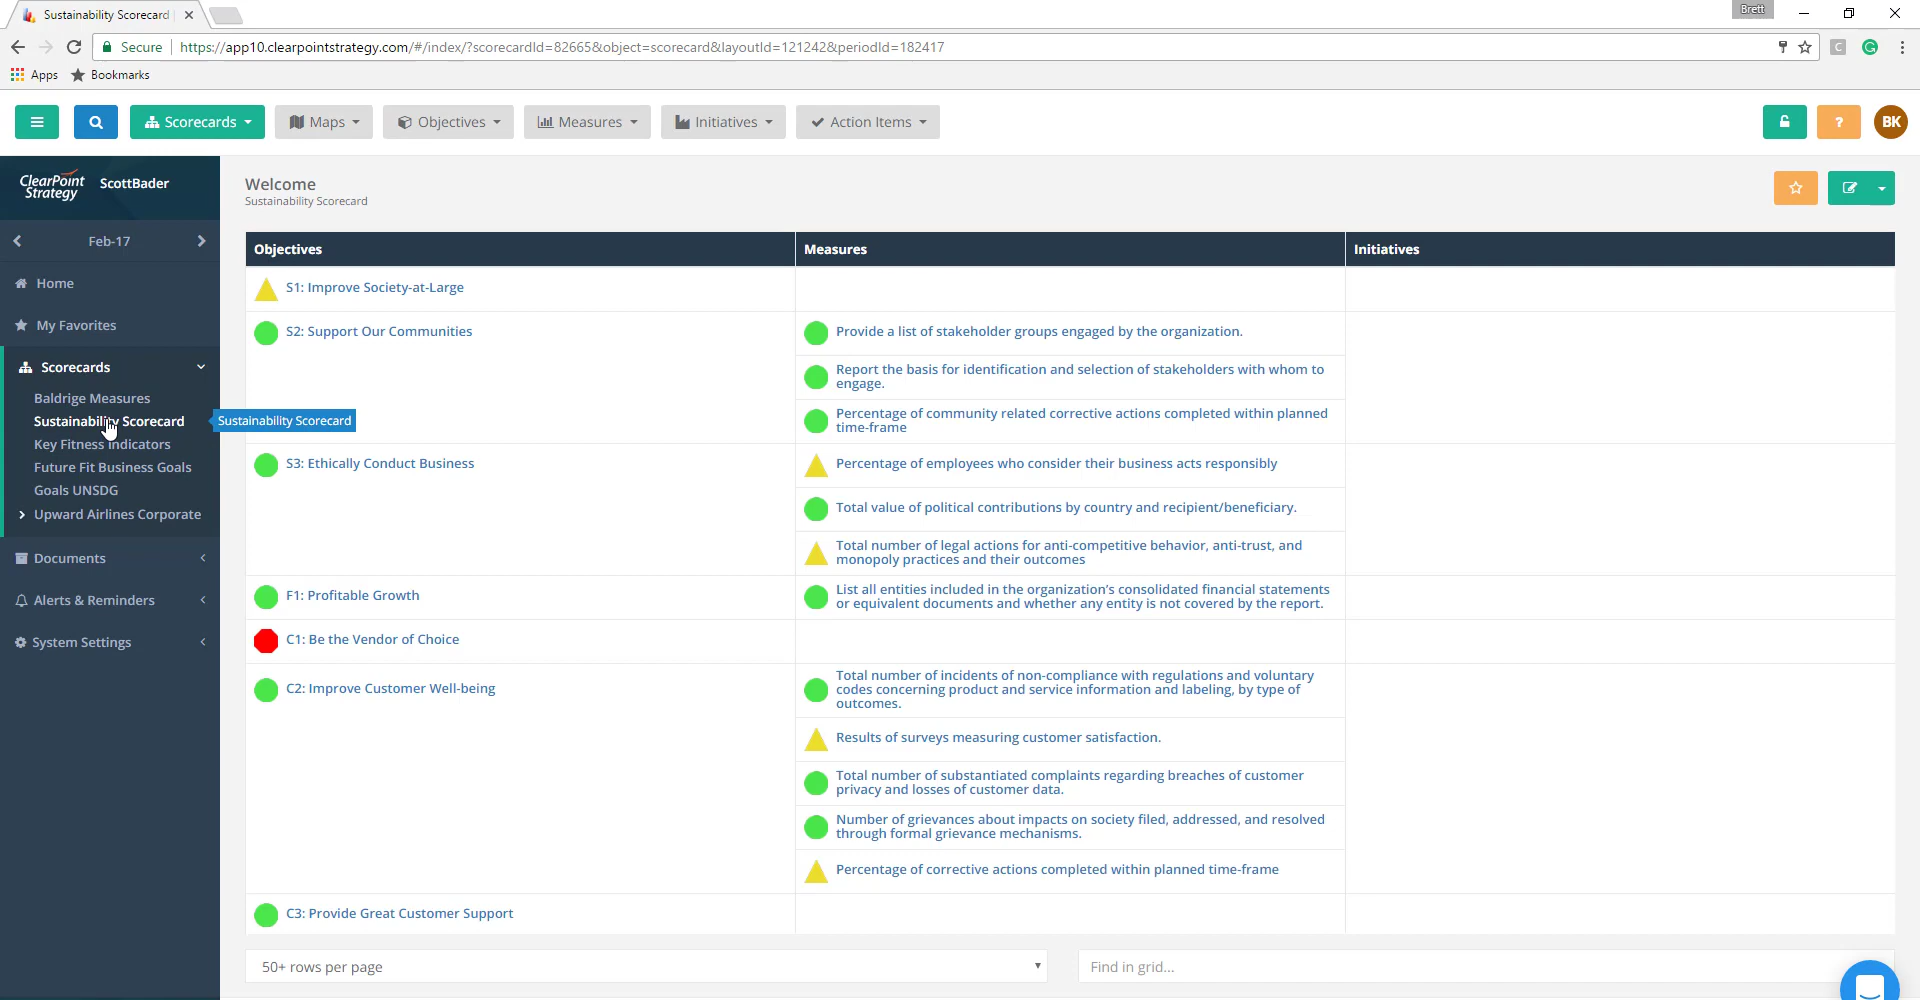 Sustainability Scorecard
Brett
Secure
https://app10.clearpointstrategy.com/#/index/?scorecardId=82665&object=scorecard&layoutId=121242&periodId=182417
C
G
Apps
Bookmarks
Scorecards
Maps
Objectives
Measures
Initiatives
Action Items
?
BK
ClearPoint
Strategy
ScottBader
Feb-17
Home
My Favorites
Scorecards
Baldrige Measures
Sustainability Scorecard
Sustainability Scorecard
Key Fitness Indicators
Future Fit Business Goals
Goals UNSDG
Upward Airlines Corporate
Documents
Alerts & Reminders
System Settings
Welcome
Sustainability Scorecard
Objectives
Measures
Initiatives
S1: Improve Society-at-Large
S2: Support Our Communities
Provide a list of stakeholder groups engaged by the organization.
Report the basis for identification and selection of stakeholders with whom to
engage.
Percentage of community related corrective actions completed within planned
time-frame
S3: Ethically Conduct Business
Percentage of employees who consider their business acts responsibly
Total value of political contributions by country and recipient/beneficiary.
Total number of legal actions for anti-competitive behavior, anti-trust, and
monopoly practices and their outcomes
F1: Profitable Growth
List all entities included in the organization's consolidated financial statements
or equivalent documents and whether any entity is not covered by the report.
C1: Be the Vendor of Choice
C2: Improve Customer Well-being
Total number of incidents of non-compliance with regulations and voluntary
codes concerning product and service information and labeling, by type of
outcomes.
Results of surveys measuring customer satisfaction.
Total number of substantiated complaints regarding breaches of customer
privacy and losses of customer data.
Number of grievances about impacts on society filed, addressed, and resolved
through formal grievance mechanisms.
Percentage of corrective actions completed within planned time-frame
C3: Provide Great Customer Support
50+ rows per page
Find in grid...